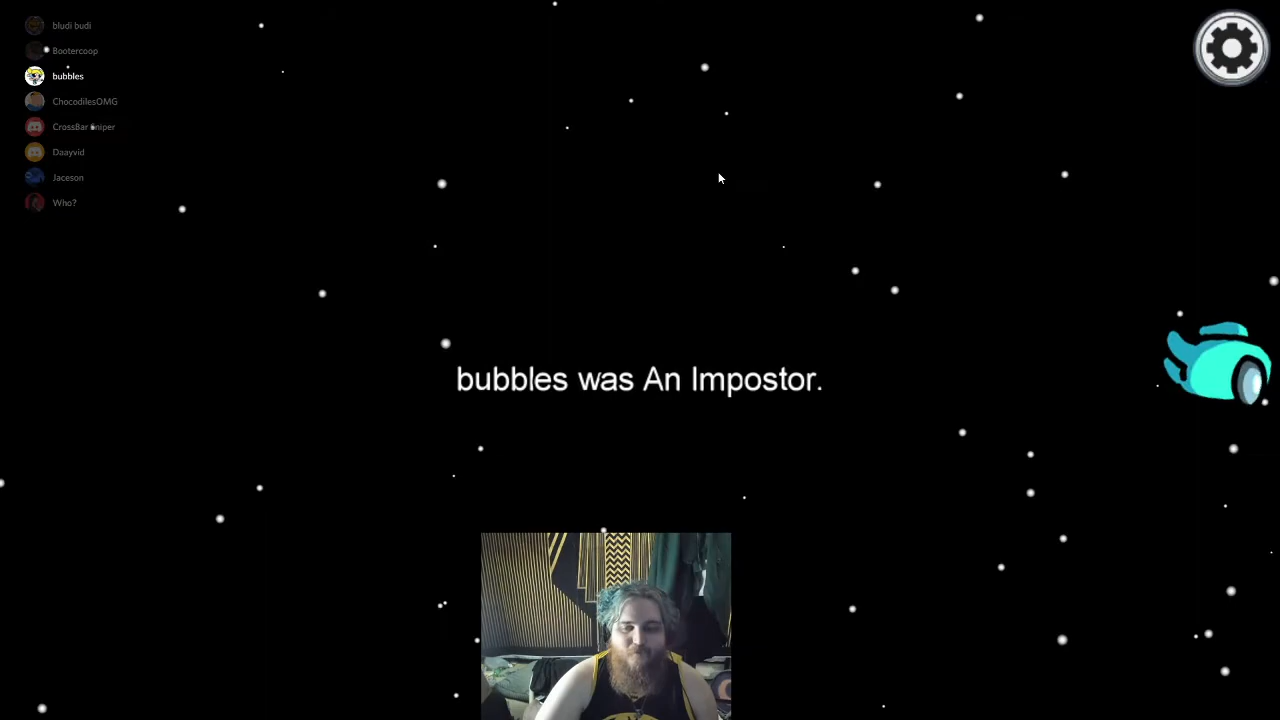 bludi budi
Bootercoop
bubbles
ChocodilesOMG
CrossBar Sniper
Daayvid
Jaceson
Who?
bubbles was An Impostor.